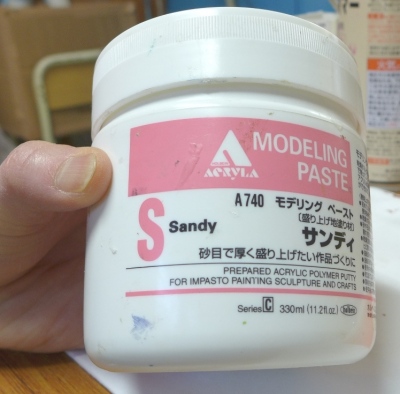 MODELING
PASTE
ACRYLA
A740 モデリング ペースト
(盛り上げ地塗り材)
S Sandy サンディ
砂目で厚く盛り上げたい作品づくりに
PREPARED ACRYLIC POLYMER PUTTY
FOR IMPASTO PAINTING SCULPTURE AND CRAFTS
Series C 330ml (11.2fl.oz.)